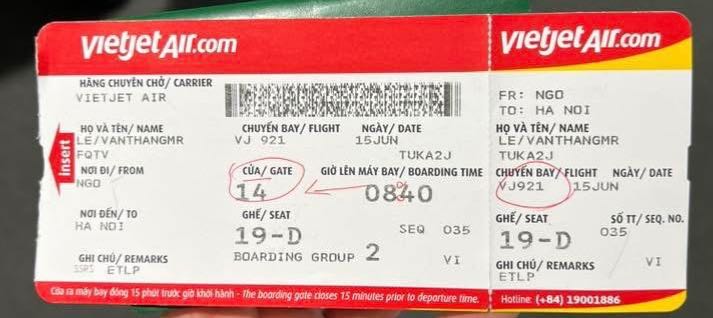 vietjetAir.com
HÃNG CHUYÊN CHỞ/ CARRIER
VIETJET AIR
HỌ VÀ TÊN/ NAME
LE/VANTHANGMR
FQTV
CHUYẾN BAY/ FLIGHT
VJ 921
NGÀY/ DATE
15JUN
TUKA2J
NƠI ĐI/ FROM
NGO
CỬA/ GATE
14
GIỜ LÊN MÁY BAY/ BOARDING TIME
0840
NƠI ĐẾN/ TO
HA NOI
GHẾ/ SEAT
19-D
SEQ 035
GHI CHÚ/ REMARKS
SSRS ETLP
BOARDING GROUP 2
VI
Cửa ra máy bay đóng 15 phút trước giờ khởi hành - The boarding gate closes 15 minutes prior to departure time.
insert
vietjetAir.com
FR: NGO
TO: HA NOI
HỌ VÀ TÊN/ NAME
LE/VANTHANGMR
TUKA2J
CHUYẾN BAY/ FLIGHT
VJ921
NGÀY/ DATE
15JUN
GHẾ/ SEAT
19-D
SỐ TT/ SEQ. NO.
035
GHI CHÚ/ REMARKS
ETLP
VI
Hotline: (+84) 19001886